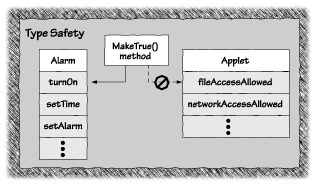 Type Safety
MakeTrue()
method
Alarm
turnOn
setTime
setAlarm
Applet
fileAccessAllowed
networkAccessAllowed